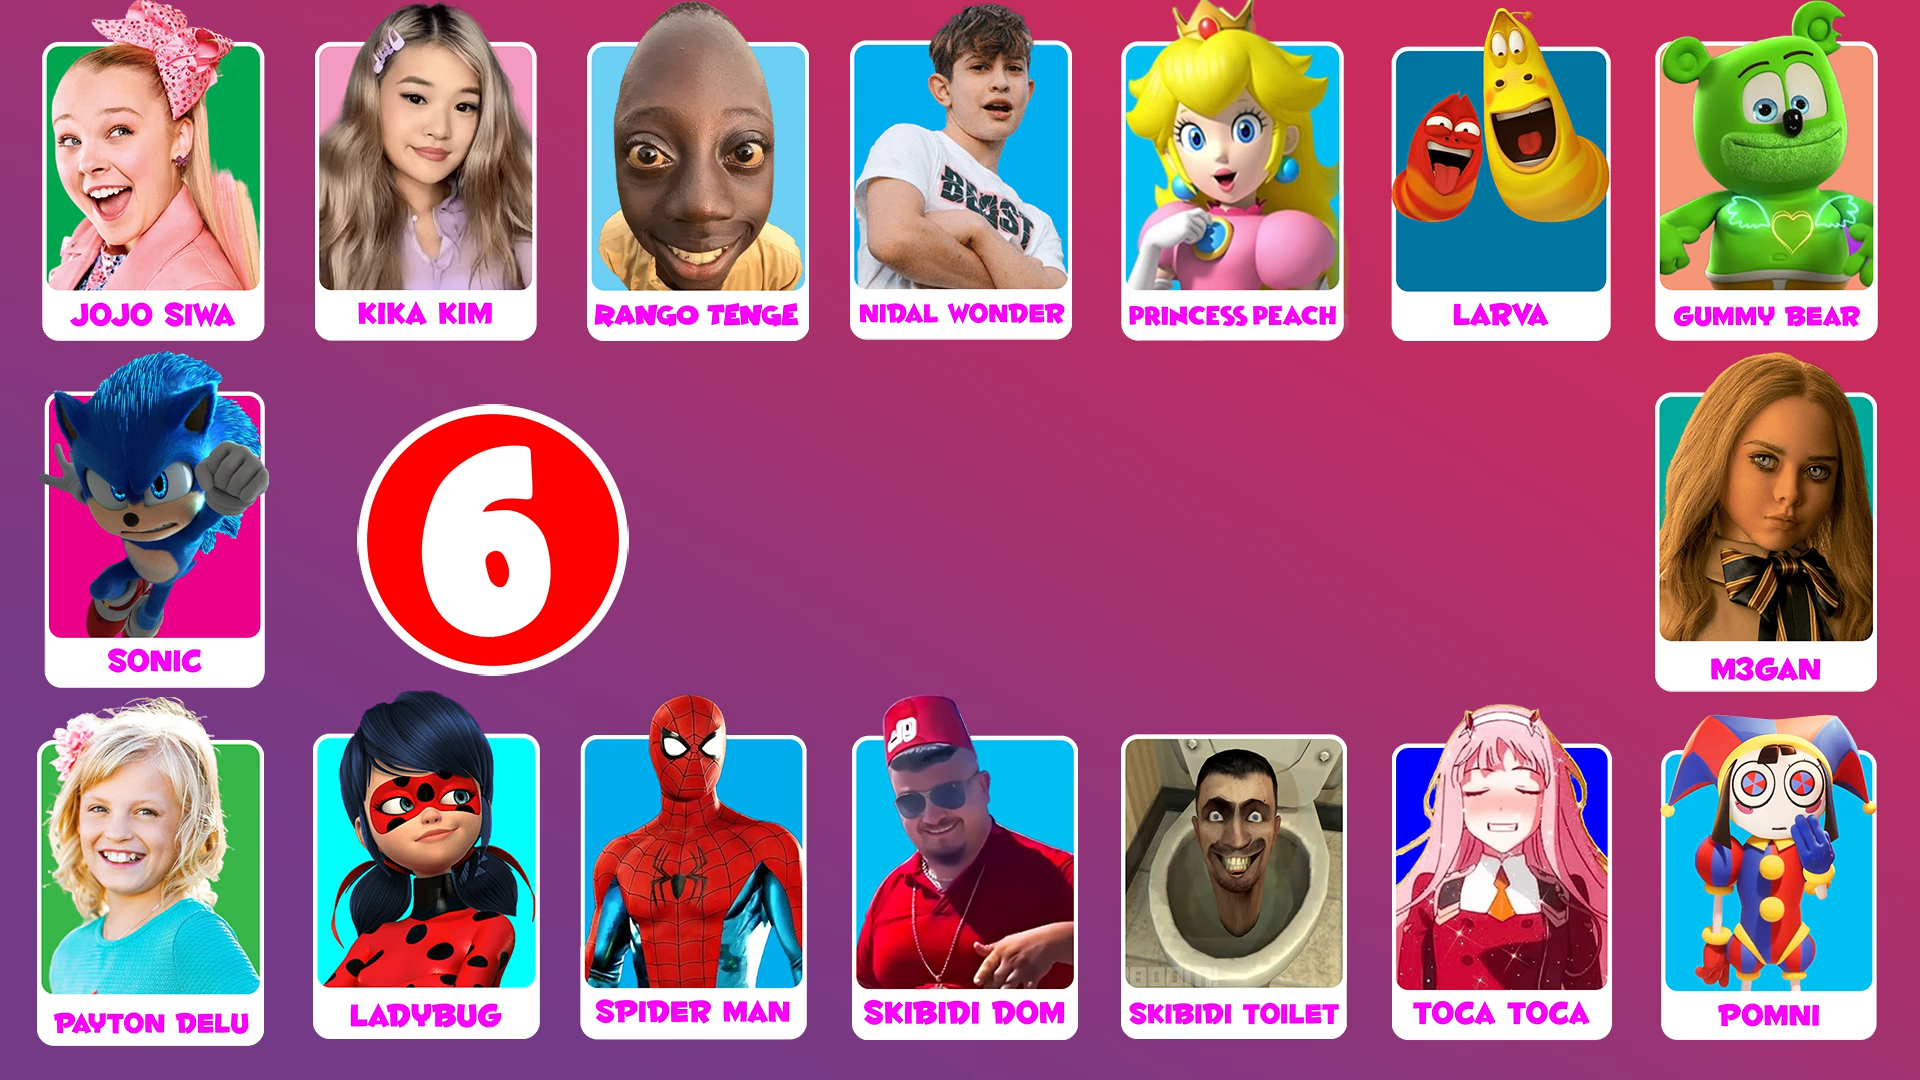 JOJO SIWA
KIKA KIM
RANGO TENGE
BEAST
NIDAL WONDER
PRINCESS PEACH
LARVA
GUMMY BEAR
SONIC
6
M3GAN
PAYTON DELU
LADYBUG
SPIDER MAN
SKIBIDI DOM
SKIBIDI TOILET
TOCA TOCA
POMNI